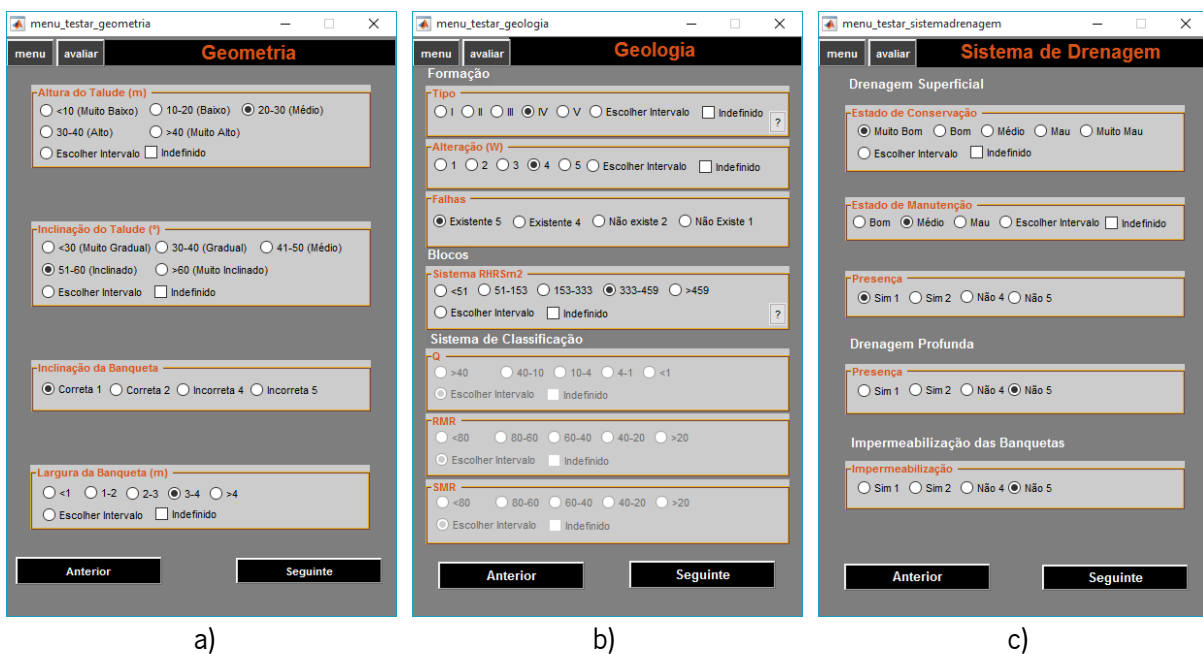 menu_testar_geometria
menu avaliar Geometria
Altura do Talude (m)
<10 (Muito Baixo) 10-20 (Baixo) 20-30 (Médio)
30-40 (Alto) >40 (Muito Alto)
Escolher Intervalo Indefinido
Inclinação do Talude (º)
<30 (Muito Gradual) 30-40 (Gradual) 41-50 (Médio)
51-60 (Inclinado) >60 (Muito Inclinado)
Escolher Intervalo Indefinido
Inclinação da Banqueta
Correta 1 Correta 2 Incorreta 4 Incorreta 5
Largura da Banqueta (m)
<1 1-2 2-3 3-4 >4
Escolher Intervalo Indefinido
Anterior Seguinte
a)
menu_testar_geologia
menu avaliar Geologia
Formação
Tipo
I II III IV V Escolher Intervalo Indefinido ?
Alteração (W)
1 2 3 4 5 Escolher Intervalo Indefinido
Falhas
Existente 5 Existente 4 Não existe 2 Não Existe 1
Blocos
Sistema RHRSm2
<51 51-153 153-333 333-459 >459
Escolher Intervalo Indefinido ?
Sistema de Classificação
Q
>40 40-10 10-4 4-1 <1
Escolher Intervalo Indefinido
RMR
<80 80-60 60-40 40-20 >20
Escolher Intervalo Indefinido
SMR
<80 80-60 60-40 40-20 >20
Escolher Intervalo Indefinido
Anterior Seguinte
b)
menu_testar_sistemadrenagem
menu avaliar Sistema de Drenagem
Drenagem Superficial
Estado de Conservação
Muito Bom Bom Médio Mau Muito Mau
Escolher Intervalo Indefinido
Estado de Manutenção
Bom Médio Mau Escolher Intervalo Indefinido
Presença
Sim 1 Sim 2 Não 4 Não 5
Drenagem Profunda
Presença
Sim 1 Sim 2 Não 4 Não 5
Impermeabilização das Banquetas
Impermeabilização
Sim 1 Sim 2 Não 4 Não 5
Anterior Seguinte
c)